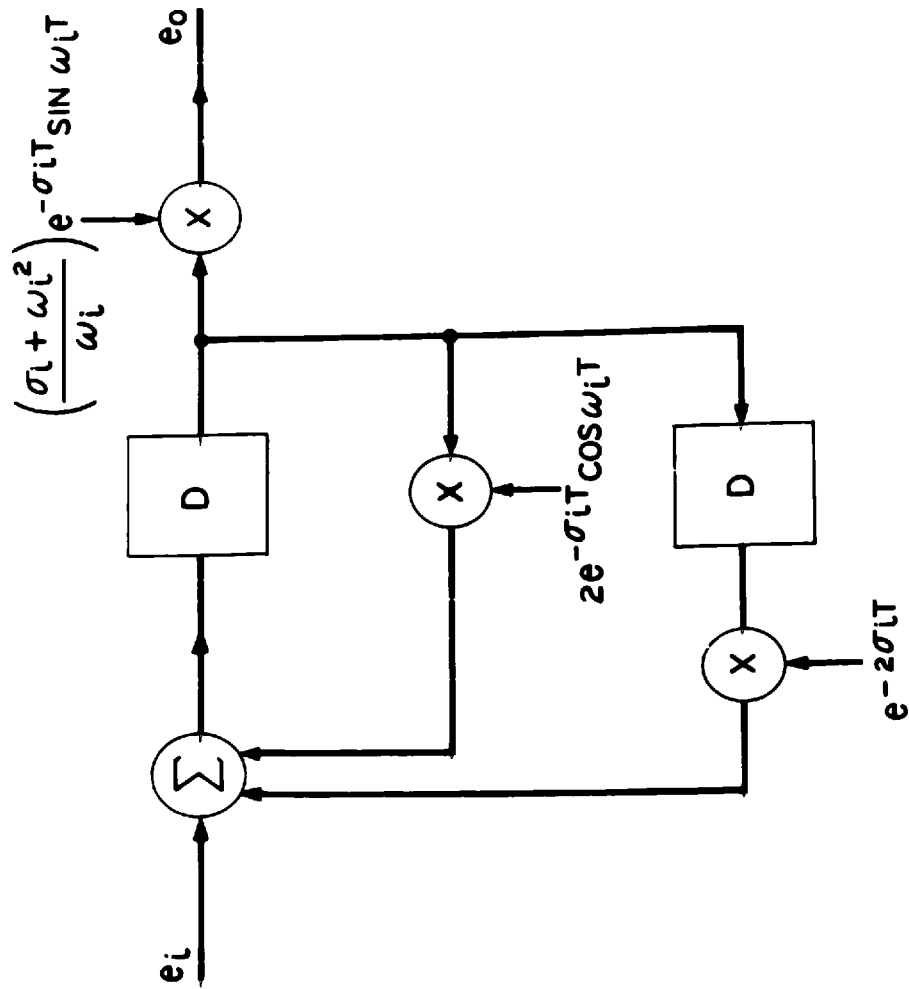 e_i
Σ
D
(σ_i + ω_i² / ω_i) e^{-σ_iT} SIN ω_iT
X
e_o
X
2e^{-σ_iT} COS ω_iT
D
X
e^{-2σ_iT}